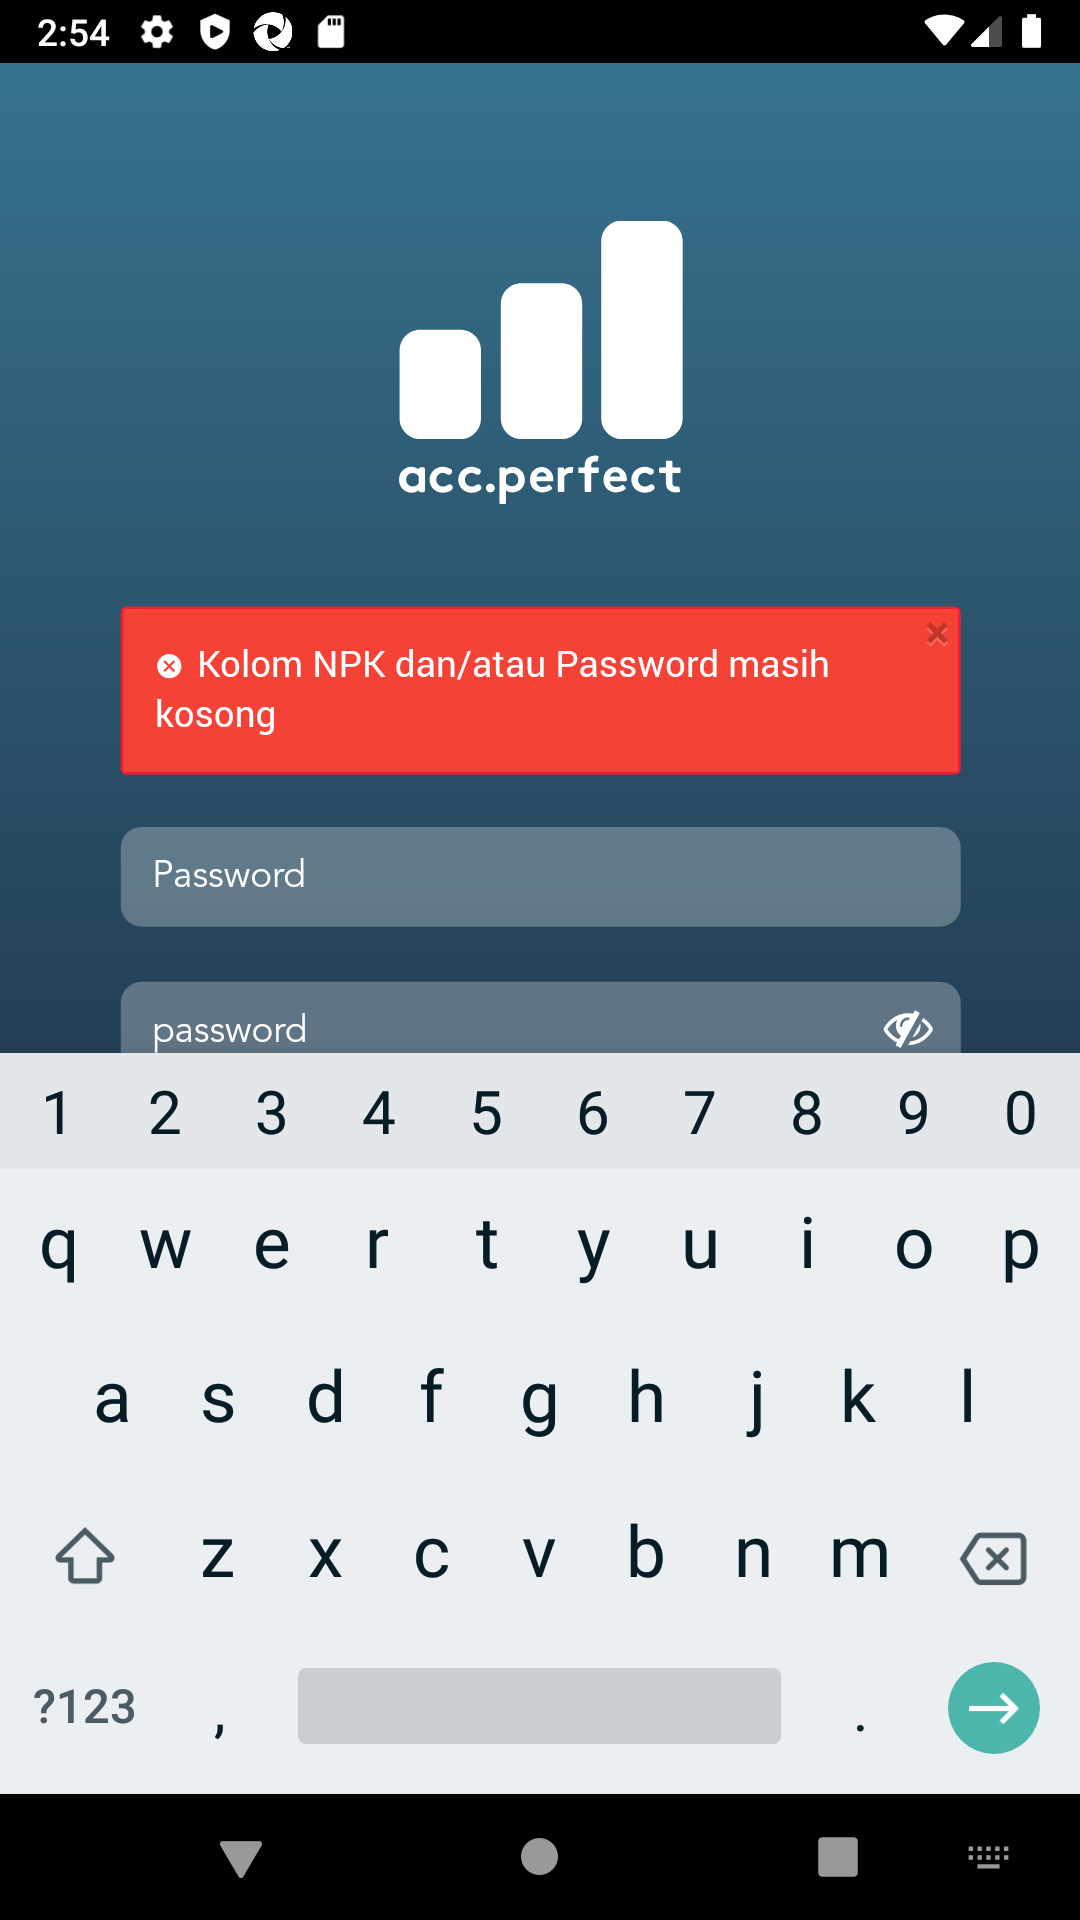 2:54
acc.perfect
Kolom NPK dan/atau Password masih
kosong
Password
password
1 2 3 4 5 6 7 8 9 0
q w e r t y u i o p
a s d f g h j k l
z x c v b n m
?123 , .